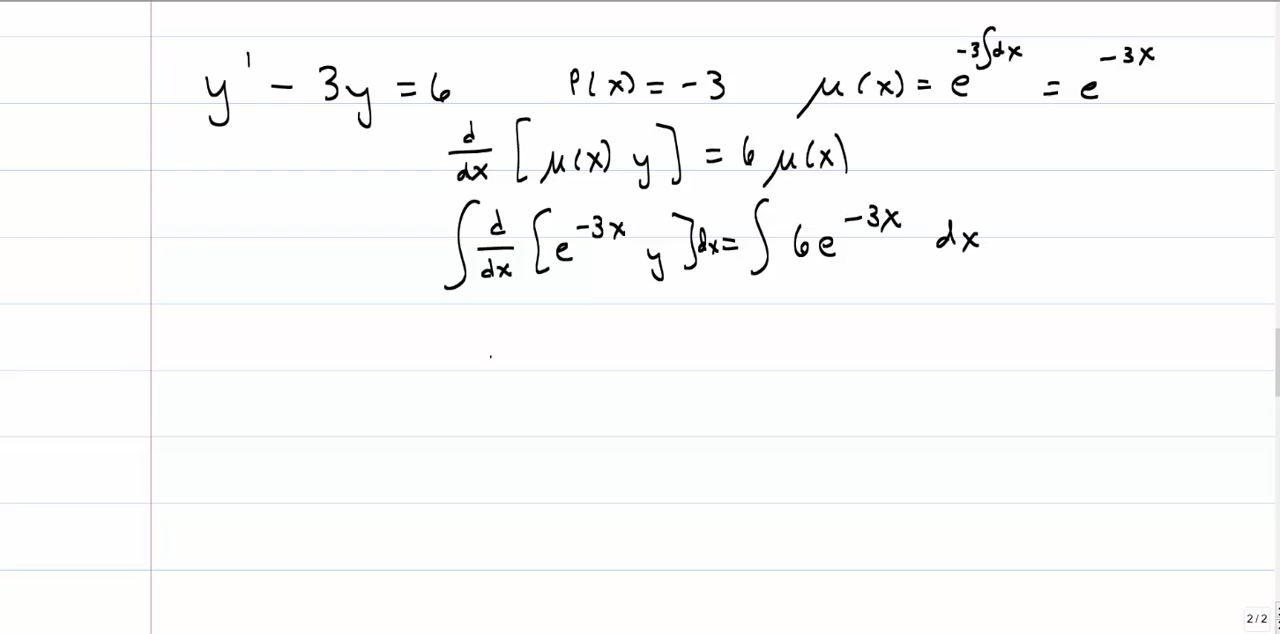 y' - 3y = 6 P(x) = -3 μ(x) = e^{-3∫dx} = e^{-3x}
d/dx [μ(x) y] = 6 μ(x)
∫ d/dx [e^{-3x} y] dx = ∫ 6e^{-3x} dx
2 / 2